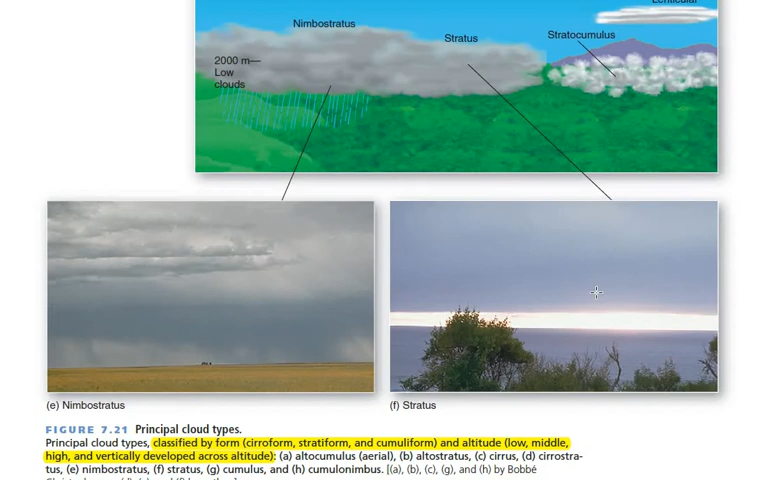 Lenticular
Nimbostratus
Stratocumulus
Stratus
2000 m—
Low
clouds
(e) Nimbostratus
(f) Stratus
FIGURE 7.21 Principal cloud types.
Principal cloud types, classified by form (cirroform, stratiform, and cumuliform) and altitude (low, middle,
high, and vertically developed across altitude): (a) altocumulus (aerial), (b) altostratus, (c) cirrus, (d) cirrostra-
tus, (e) nimbostratus, (f) stratus, (g) cumulus, and (h) cumulonimbus. [(a), (b), (c), (g), and (h) by Bobbé